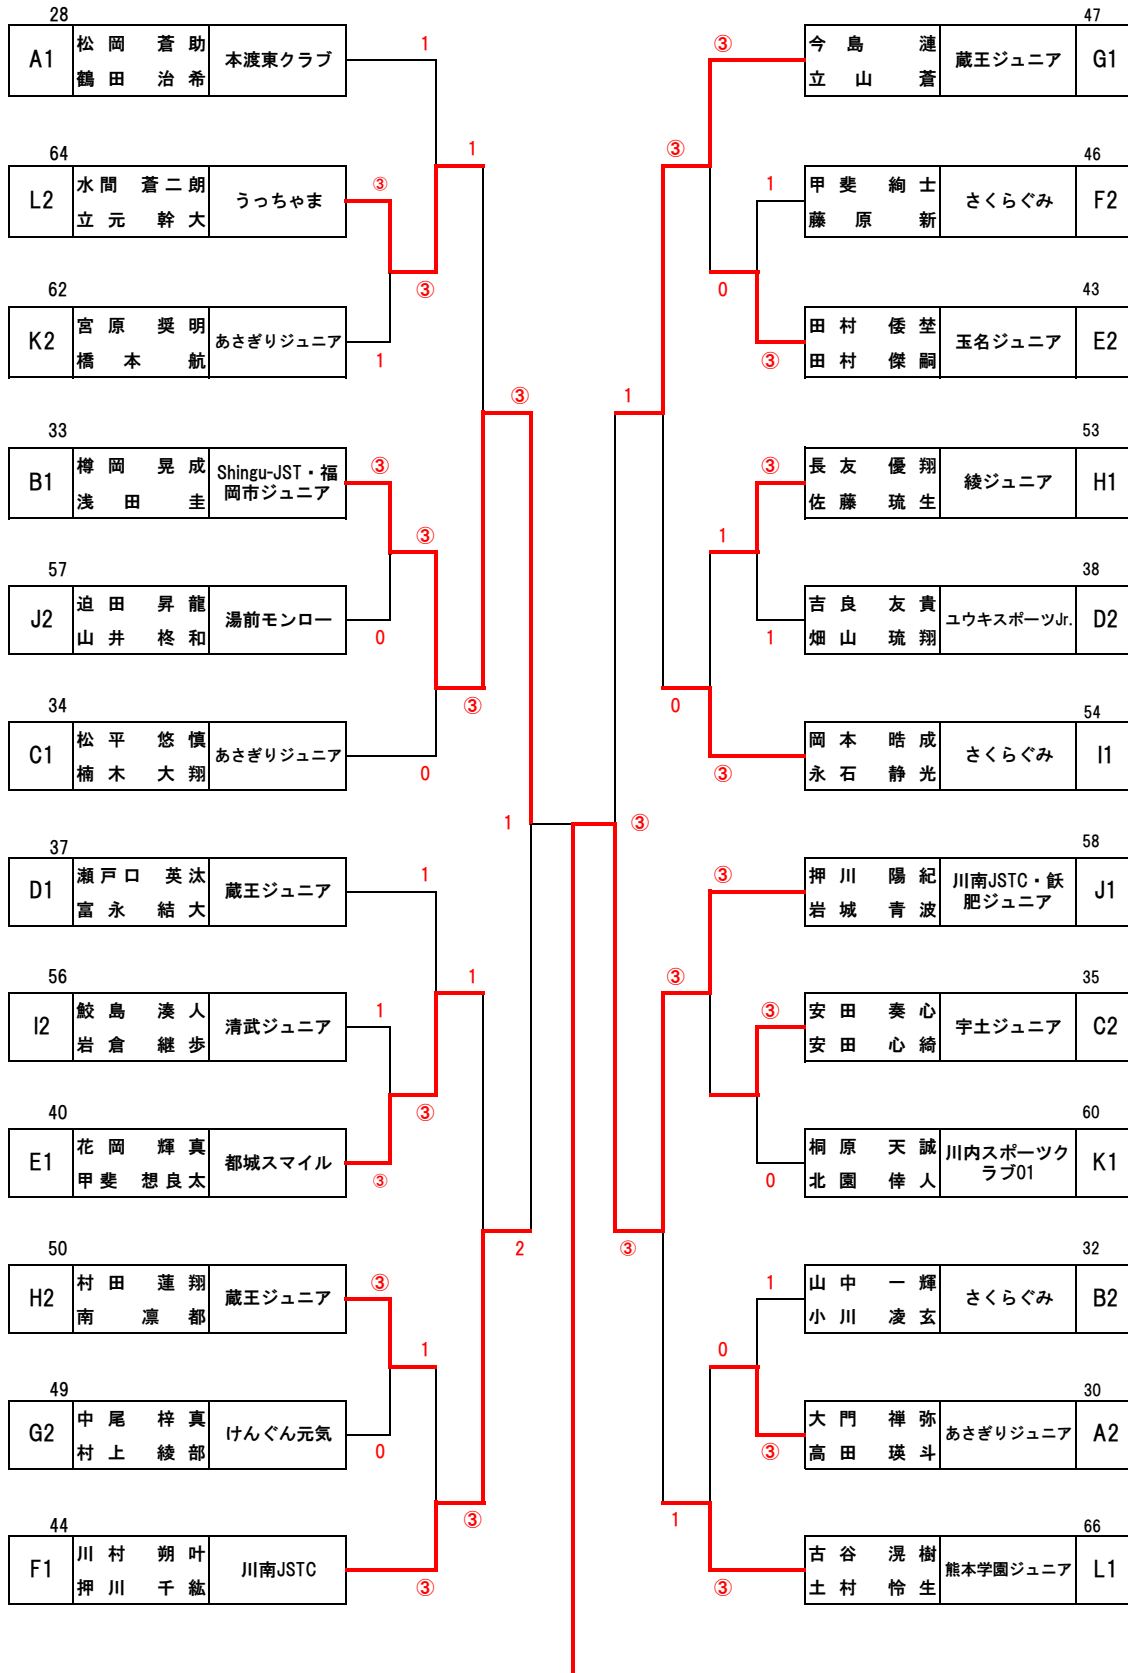 28
A1
松岡 蒼助
鶴田 治希
本渡東クラブ
1
64
L2
水間 蒼二朗
立元 幹大
うっちゃま
③
1
③
62
K2
宮原 奨明
橋本 航
あさぎりジュニア
1
③
33
B1
樽岡 晃成
浅田 圭
Shingu-JST・福
岡市ジュニア
③
③
57
J2
迫田 昇龍
山井 柊和
湯前モンロー
0
③
34
C1
松平 悠慎
楠木 大翔
あさぎりジュニア
0
1
37
D1
瀬戸口 英汰
富永 結大
蔵王ジュニア
1
1
56
I2
鮫島 湊人
岩倉 継歩
清武ジュニア
1
③
40
E1
花岡 輝真
甲斐 想良太
都城スマイル
③
2
50
H2
村田 蓮翔
南 凛都
蔵王ジュニア
③
1
49
G2
中尾 梓真
村上 綾部
けんぐん元気
0
③
44
F1
川村 朔叶
押川 千紘
川南JSTC
③
47
③
今島 漣
立山 蒼
蔵王ジュニア
G1
③
46
1
甲斐 絢士
藤原 新
さくらぐみ
F2
0
43
③
田村 倭埜
田村 傑嗣
玉名ジュニア
E2
1
53
③
長友 優翔
佐藤 琉生
綾ジュニア
H1
1
38
1
吉良 友貴
畑山 琉翔
ユウキスポーツJr.
D2
0
54
③
岡本 晧成
永石 静光
さくらぐみ
I1
③
58
③
押川 陽紀
岩城 青波
川南JSTC・飫
肥ジュニア
J1
③
35
③
安田 奏心
安田 心綺
宇土ジュニア
C2
60
0
桐原 天誠
北園 倖人
川内スポーツク
ラブ01
K1
③
32
1
山中 一輝
小川 凌玄
さくらぐみ
B2
0
30
③
大門 禅弥
高田 瑛斗
あさぎりジュニア
A2
1
66
③
古谷 滉樹
土村 怜生
熊本学園ジュニア
L1